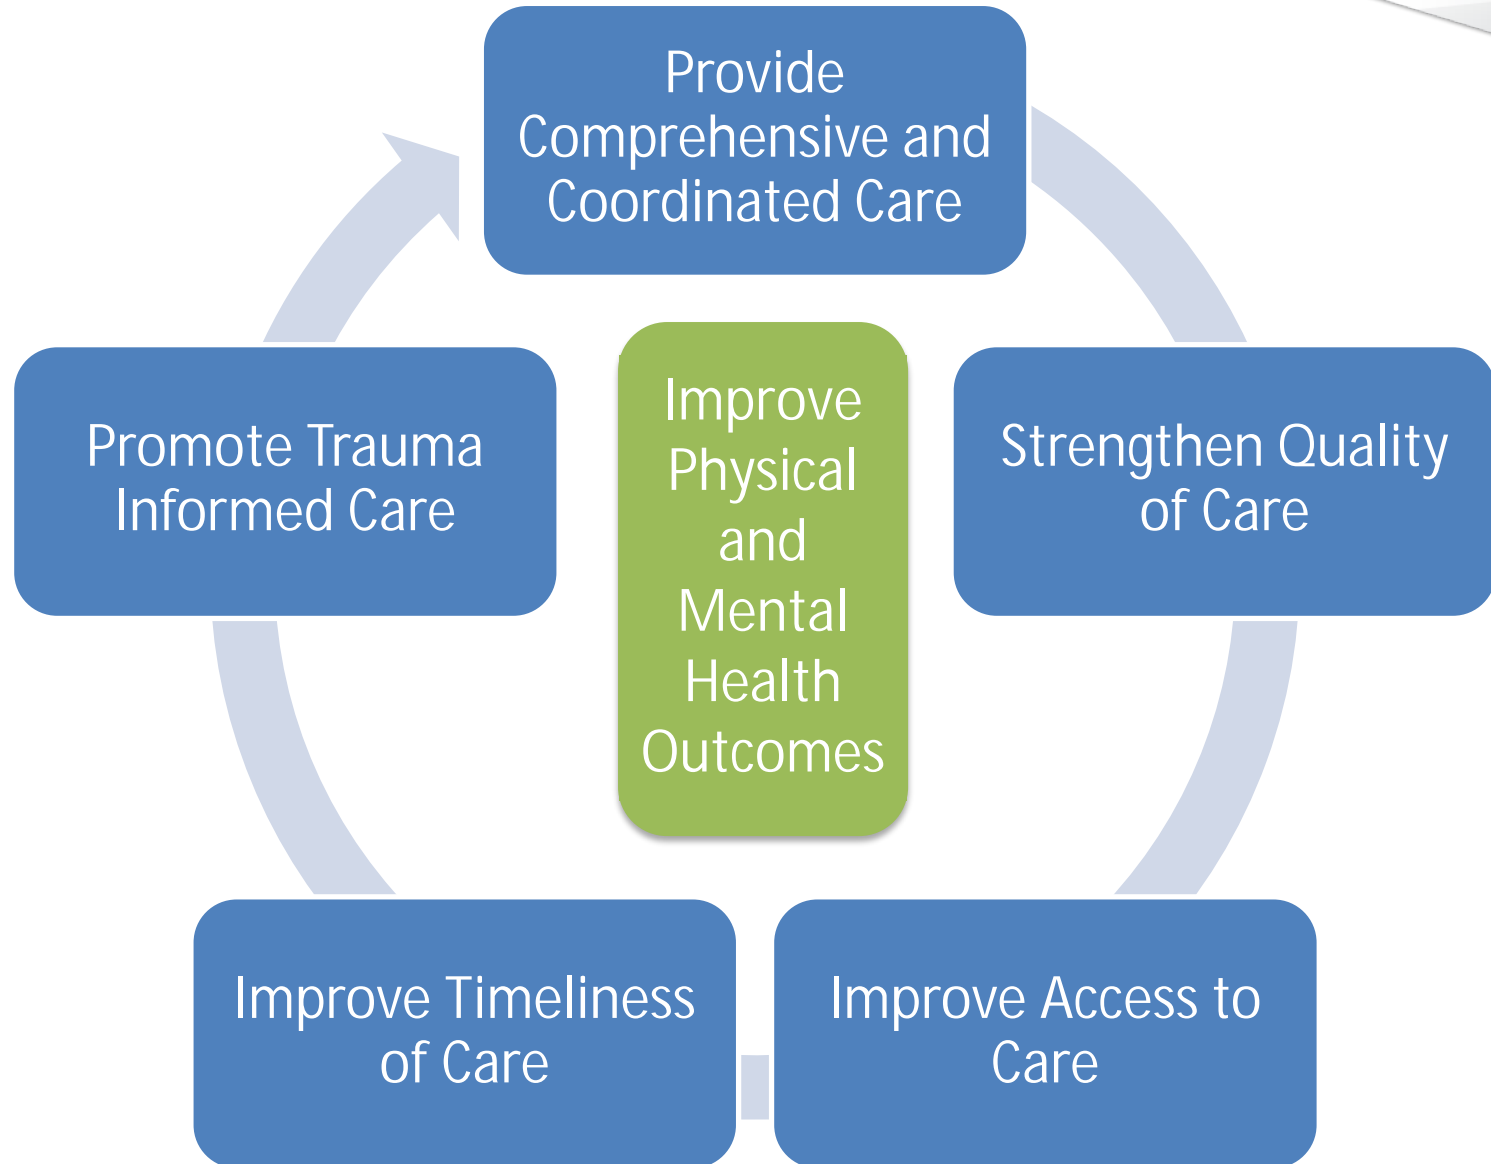 Provide
Comprehensive and
Coordinated Care
Strengthen Quality
of Care
Improve Access to
Care
Improve Timeliness
of Care
Promote Trauma
Informed Care
Improve
Physical
and
Mental
Health
Outcomes